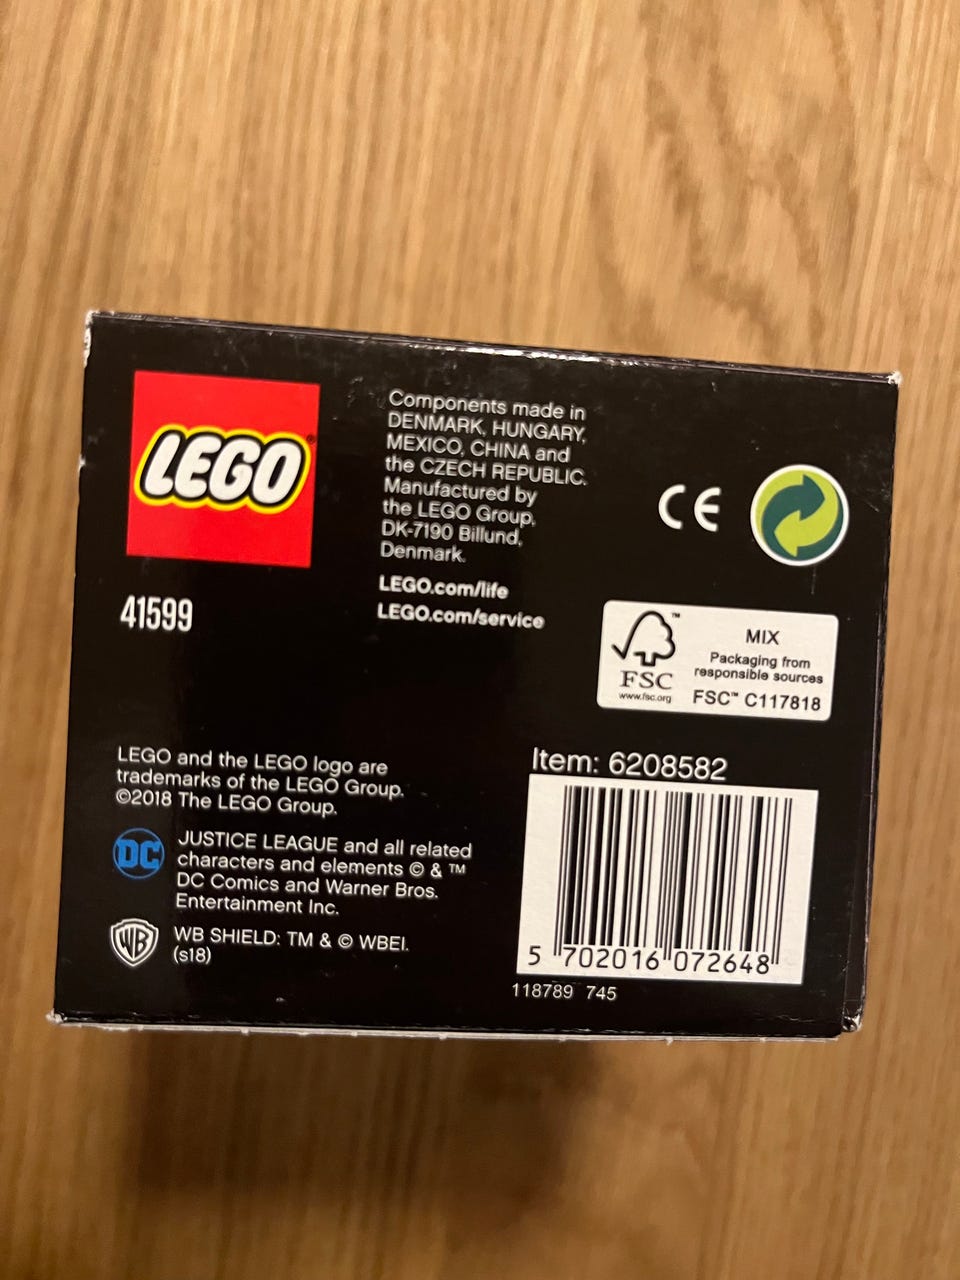 LEGO®
41599
Components made in
DENMARK, HUNGARY,
MEXICO, CHINA and
the CZECH REPUBLIC.
Manufactured by
the LEGO Group,
DK-7190 Billund,
Denmark.
LEGO.com/life
LEGO.com/service
CE
FSC™
www.fsc.org
MIX
Packaging from
responsible sources
FSC™ C117818
LEGO and the LEGO logo are
trademarks of the LEGO Group.
©2018 The LEGO Group.
DC
JUSTICE LEAGUE and all related
characters and elements © & ™
DC Comics and Warner Bros.
Entertainment Inc.
WB
WB SHIELD: TM & © WBEI.
(s18)
Item: 6208582
5 702016 072648
118789 745